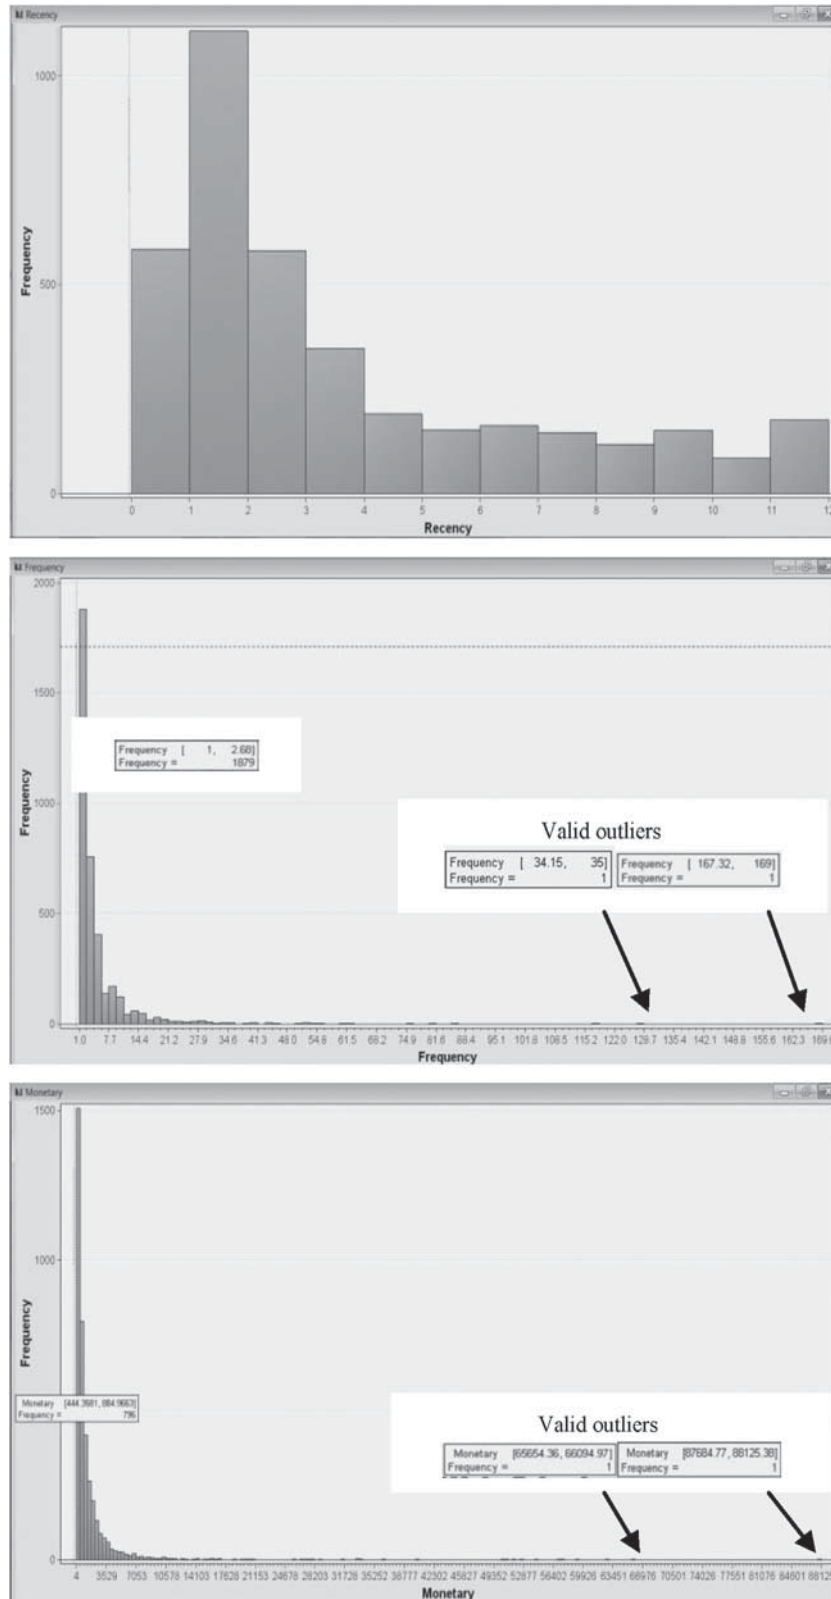 Recency
1000
500
0
Frequency
0 1 2 3 4 5 6 7 8 9 10 11 12
Recency
Frequency
2000
1500
1000
500
0
Frequency
Frequency [ 1, 2.68]
Frequency = 1879
Valid outliers
Frequency [ 34.15, 35]
Frequency = 1
Frequency [ 167.32, 169]
Frequency = 1
1.0 7.7 14.4 21.2 27.9 34.6 41.3 48.0 54.8 61.5 68.2 74.9 81.6 88.4 95.1 101.8 108.5 115.2 122.0 128.7 135.4 142.1 148.8 155.6 162.3 169.0
Frequency
Monetary
1500
1000
0
Frequency
Monetary [444.3981, 884.9663]
Frequency = 796
Valid outliers
Monetary [65654.36, 66094.97]
Frequency = 1
Monetary [87684.77, 88125.38]
Frequency = 1
4 3529 7053 10578 14103 17628 21153 24678 28203 31728 35252 38777 42302 45827 49352 52877 56402 59926 63451 66976 70501 74026 77551 81076 84601
Monetary